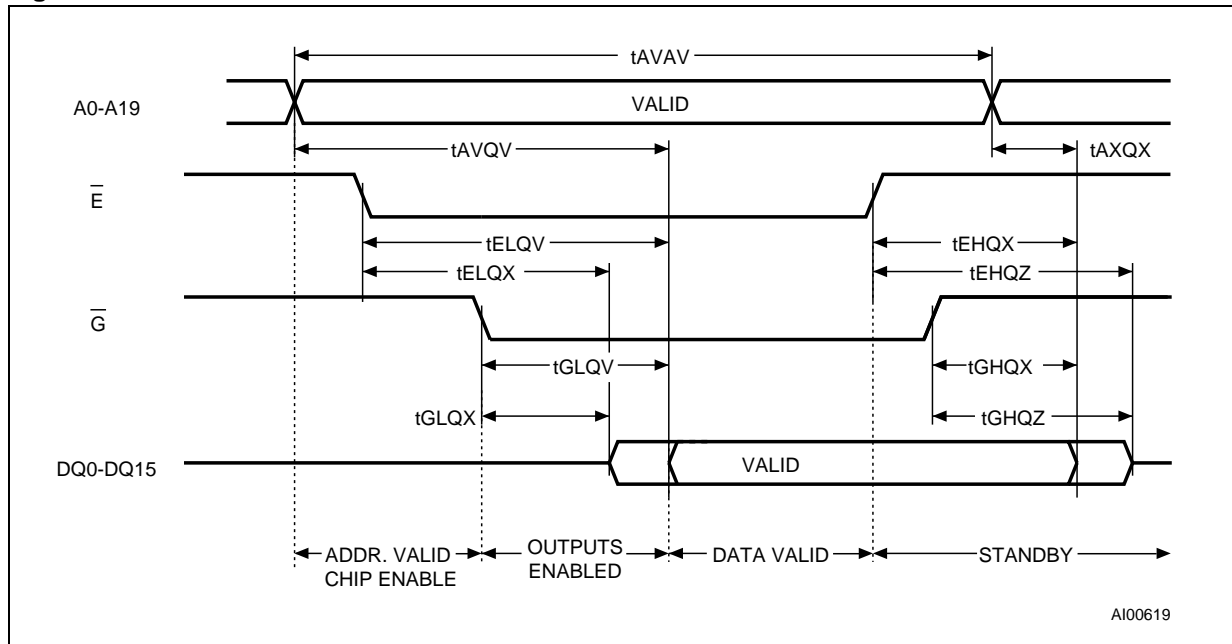 tAVAV
A0-A19
VALID
tAVQV
tAXQX
E
tELQV
tEHQX
tELQX
tEHQZ
G
tGLQV
tGHQX
tGLQX
tGHQZ
DQ0-DQ15
VALID
ADDR. VALID
CHIP ENABLE
OUTPUTS
ENABLED
DATA VALID
STANDBY
AI00619